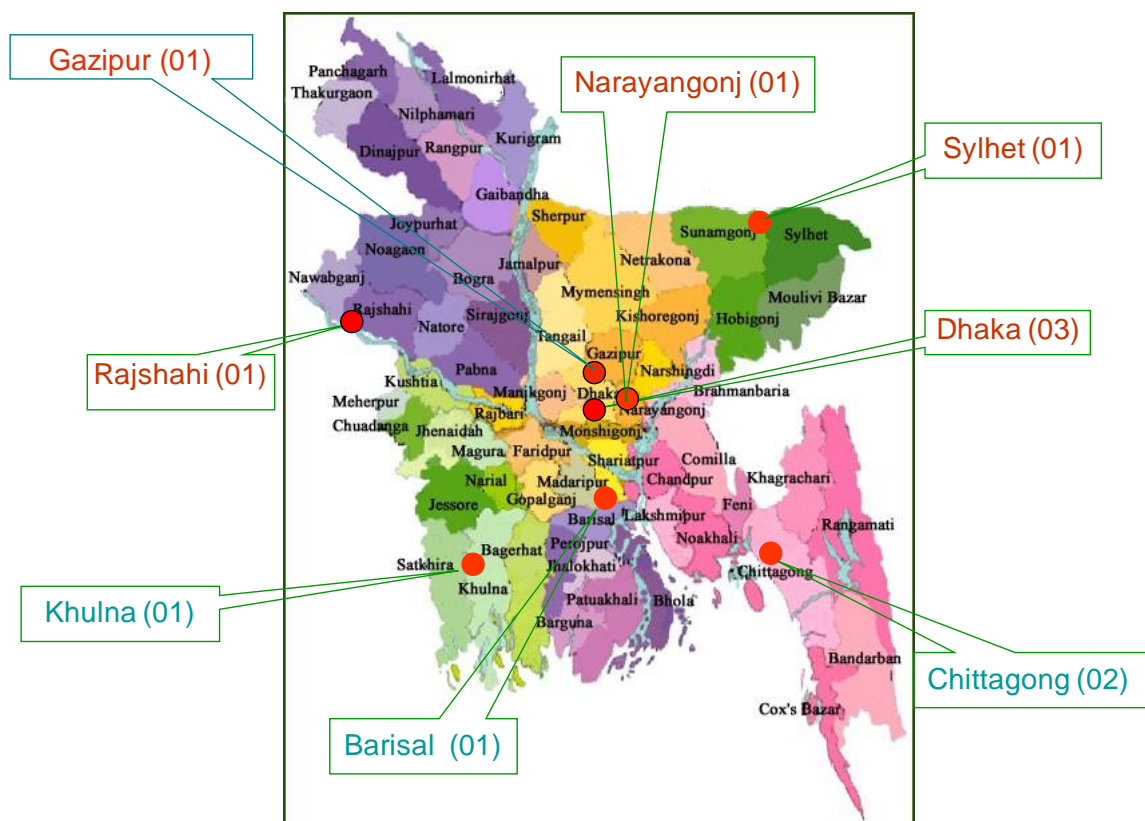 Gazipur (01)
Narayangonj (01)
Sylhet (01)
Dhaka (03)
Rajshahi (01)
Khulna (01)
Barisal (01)
Chittagong (02)
Panchagarh
Thakurgaon
Lalmonirhat
Nilphamari
Kurigram
Dinajpur
Rangpur
Gaibandha
Sherpur
Joypurhat
Noagaon
Bogra
Jamalpur
Netrakona
Sunamgonj
Sylhet
Nawabganj
Mymensingh
Moulivi Bazar
Rajshahi
Sirajgonj
Kishoregonj
Hobigonj
Natore
Tangail
Gazipur
Pabna
Narshingdi
Kushtia
Manikgonj
Dhaka
Brahmanbaria
Meherpur
Rajbari
Narayangonj
Chuadanga
Jhenaidah
Monshigonj
Magura
Faridpur
Shariatpur
Comilla
Narial
Madaripur
Chandpur
Khagrachari
Jessore
Gopalganj
Feni
Barisal
Lakshmipur
Rangamati
Perojpur
Noakhali
Bagerhat
Satkhira
Jhalokhati
Chittagong
Khulna
Patuakhali
Bhola
Barguna
Bandarban
Cox's Bazar